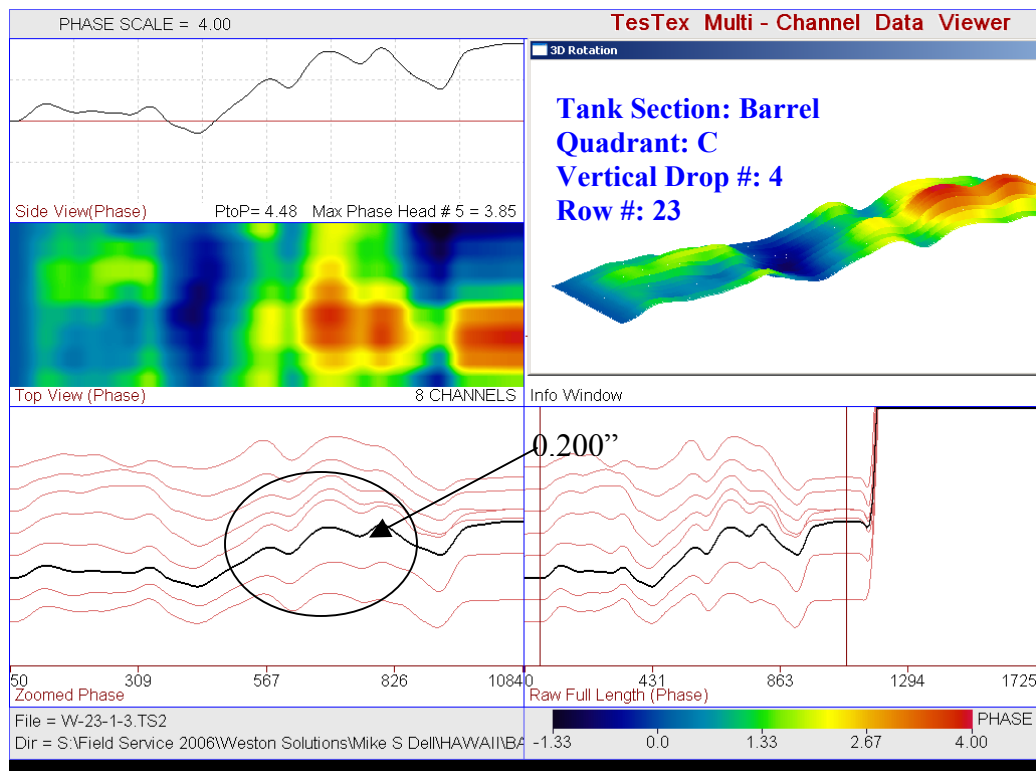 PHASE SCALE = 4.00
TesTex Multi - Channel Data Viewer
3D Rotation
Tank Section: Barrel
Quadrant: C
Vertical Drop #: 4
Row #: 23
Side View(Phase) PtoP= 4.48 Max Phase Head # 5 = 3.85
Top View (Phase) 8 CHANNELS
Info Window
0.200”
50 309 567 826 1084
Zoomed Phase
0 431 863 1294 1725
Raw Full Length (Phase)
File = W-23-1-3.TS2
Dir = S:\Field Service 2006\Weston Solutions\Mike S Dell\HAWAII\BA
PHASE
-1.33 0.0 1.33 2.67 4.00